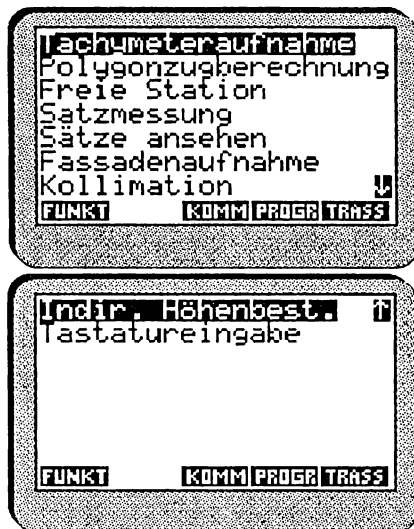 Tachymeteraufnahme
Polygonzugberechnung
Freie Station
Satzmessung
Sätze ansehen
Fassadenaufnahme
Kollimation ↓
FUNKT KOMM PROGR TRASS
Indir. Höhenbest. ↑
Tastatureingabe
FUNKT KOMM PROGR TRASS